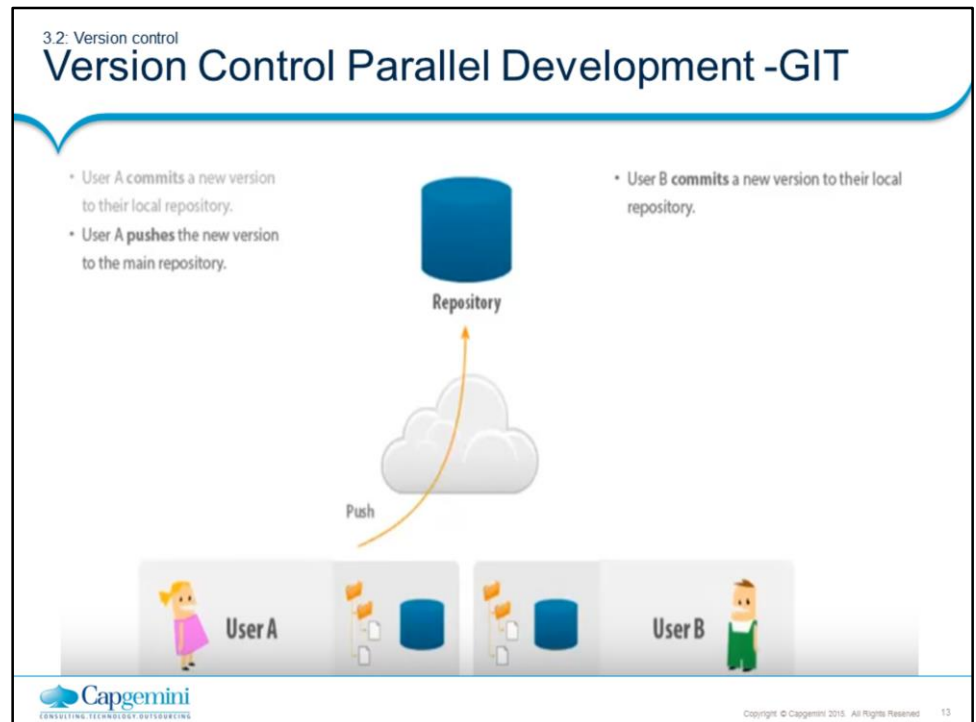 3.2: Version control
Version Control Parallel Development -GIT
• User A commits a new version
to their local repository.
• User A pushes the new version
to the main repository.
• User B commits a new version to their local
repository.
Repository
Push
User A
User B
Capgemini
CONSULTING.TECHNOLOGY.OUTSOURCING
Copyright © Capgemini 2015. All Rights Reserved 13